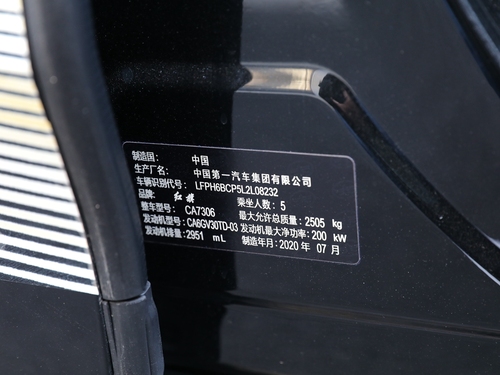 制造国: 中国
生产厂名: 中国第一汽车集团有限公司
车辆识别代号: LFPH6BCP5L2L08232
品牌: 红旗 乘坐人数: 5
整车型号: CA7306 最大允许总质量: 2505 kg
发动机型号: CA6GV30TD-03 发动机最大净功率: 200 kW
发动机排量: 2951 mL 制造年月: 2020 年 07 月